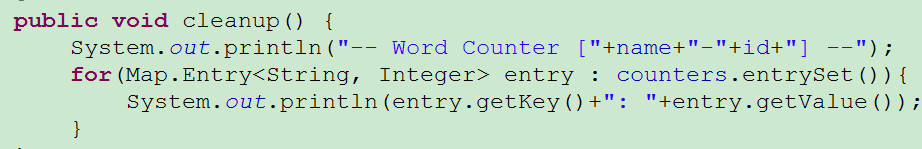 public void cleanup() {
    System.out.println("-- Word Counter ["+name+"-"+id+"] --");
    for(Map.Entry<String, Integer> entry : counters.entrySet()){
        System.out.println(entry.getKey()+": "+entry.getValue());
    }